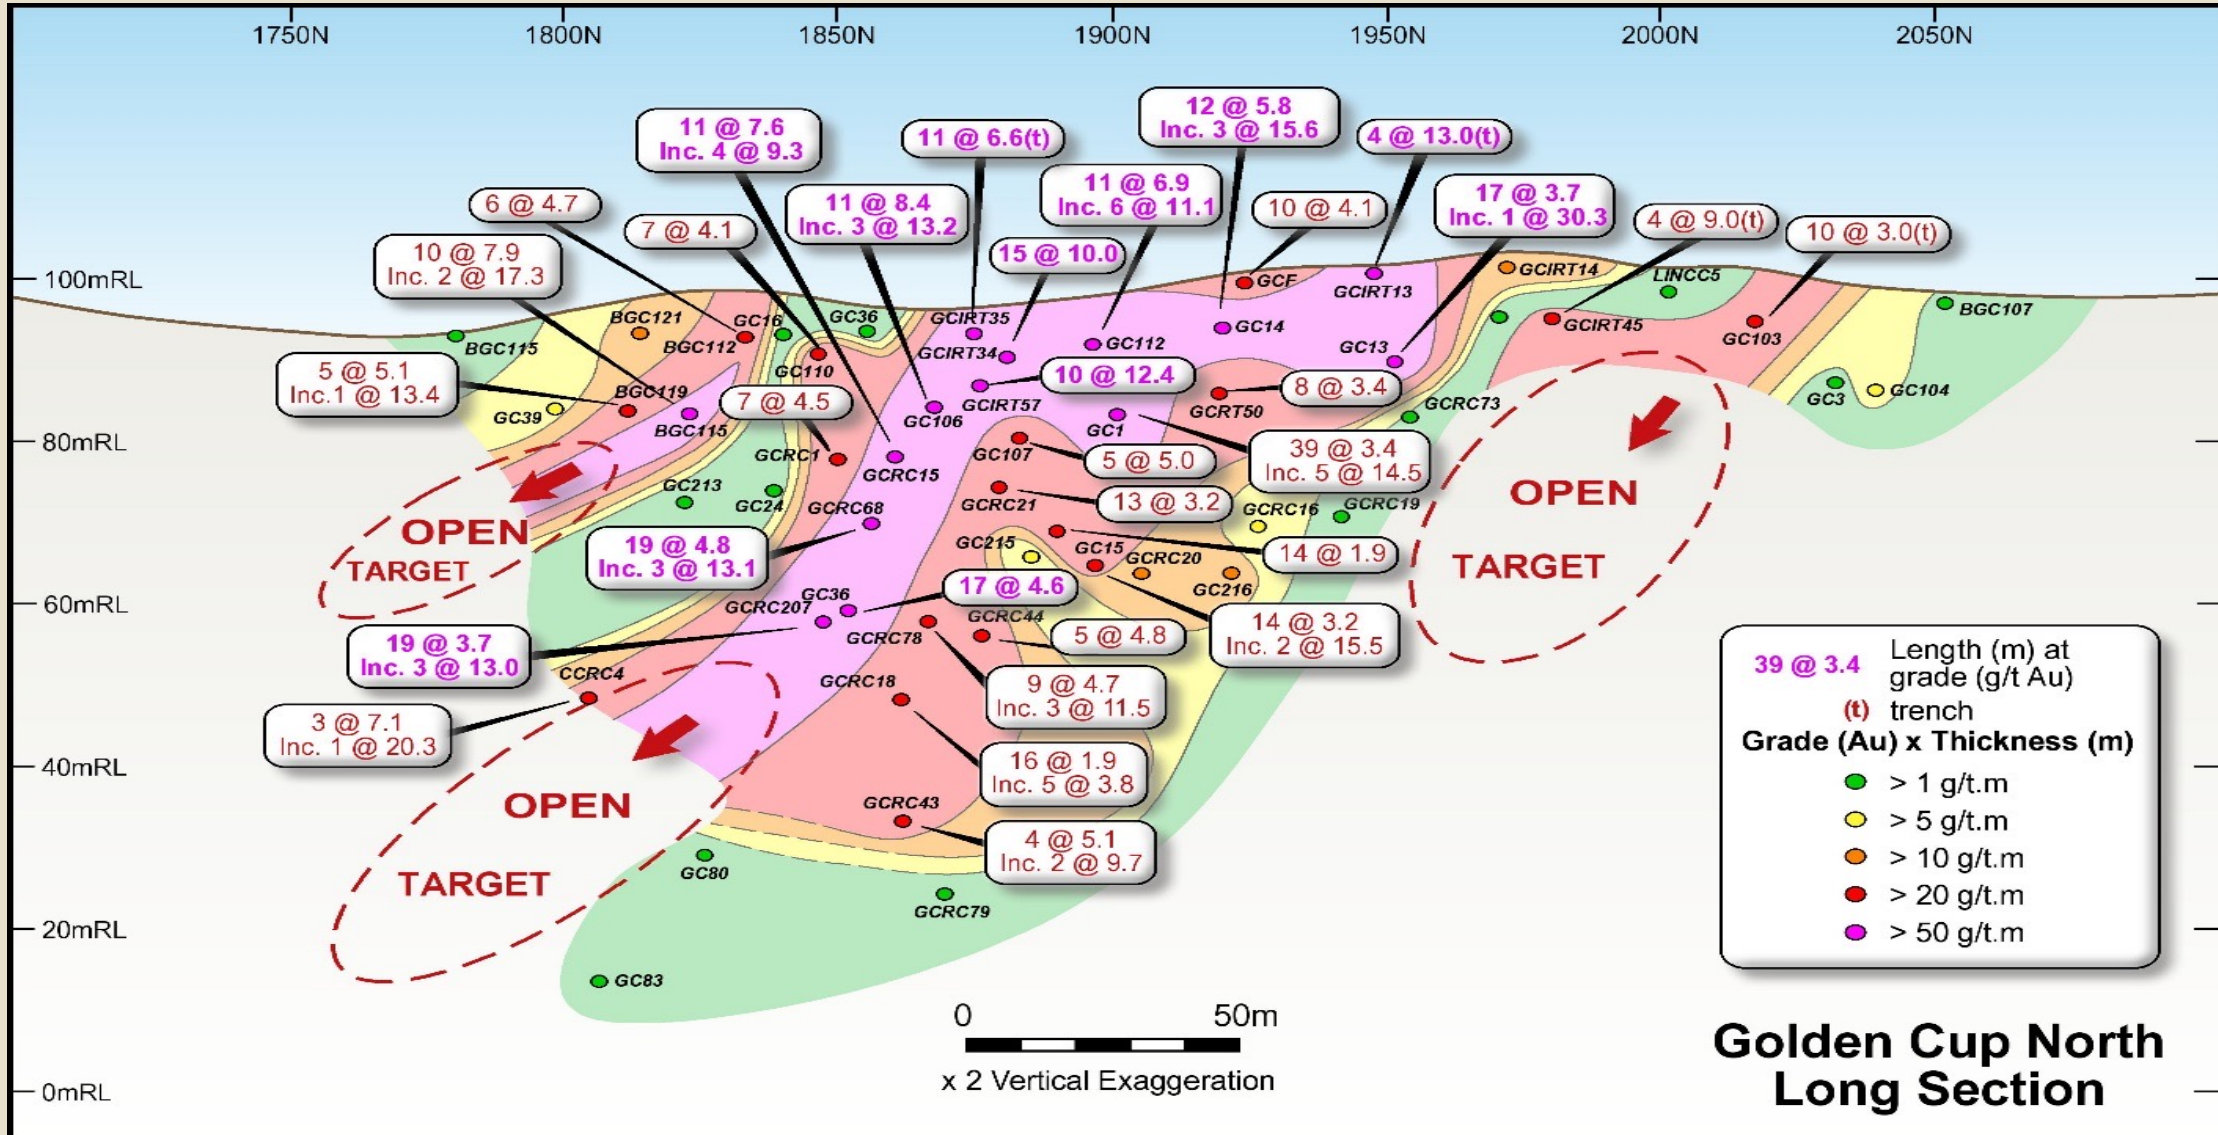 1750N
1800N
1850N
1900N
1950N
2000N
2050N
12 @ 5.8
Inc. 3 @ 15.6
11 @ 7.6
Inc. 4 @ 9.3
11 @ 6.6(t)
4 @ 13.0(t)
11 @ 6.9
Inc. 6 @ 11.1
17 @ 3.7
Inc. 1 @ 30.3
6 @ 4.7
11 @ 8.4
Inc. 3 @ 13.2
10 @ 4.1
4 @ 9.0(t)
10 @ 3.0(t)
7 @ 4.1
10 @ 7.9
Inc. 2 @ 17.3
15 @ 10.0
100mRL
GCF
GCIRT13
GCIRT14
LINCC5
BGC107
BGC121
GC16
GC36
GCIRT35
GC14
GCIRT45
GC103
BGC115
BGC112
GCIRT34
GC112
GC13
5 @ 5.1
Inc.1 @ 13.4
GC110
10 @ 12.4
8 @ 3.4
BGC119
7 @ 4.5
GCIRT57
GCRT50
GCRC73
GC3
GC104
GC39
BGC115
GC106
GC1
80mRL
GCRC1
GCRC15
GC107
5 @ 5.0
39 @ 3.4
Inc. 5 @ 14.5
GC213
GC24
GCRC68
GCRC21
13 @ 3.2
GCRC16
GCRC19
OPEN
TARGET
OPEN
TARGET
19 @ 4.8
Inc. 3 @ 13.1
GC215
GC15
GCRC20
14 @ 1.9
GC216
60mRL
GC36
GCRC207
17 @ 4.6
GCRC44
GCRC78
5 @ 4.8
14 @ 3.2
Inc. 2 @ 15.5
19 @ 3.7
Inc. 3 @ 13.0
CCRC4
GCRC18
9 @ 4.7
Inc. 3 @ 11.5
3 @ 7.1
Inc. 1 @ 20.3
40mRL
16 @ 1.9
Inc. 5 @ 3.8
OPEN
TARGET
GCRC43
4 @ 5.1
Inc. 2 @ 9.7
GC80
GCRC79
20mRL
GC83
0mRL
39 @ 3.4 Length (m) at
grade (g/t Au)
(t) trench
Grade (Au) x Thickness (m)
> 1 g/t.m
> 5 g/t.m
> 10 g/t.m
> 20 g/t.m
> 50 g/t.m
0 50m
x 2 Vertical Exaggeration
Golden Cup North
Long Section